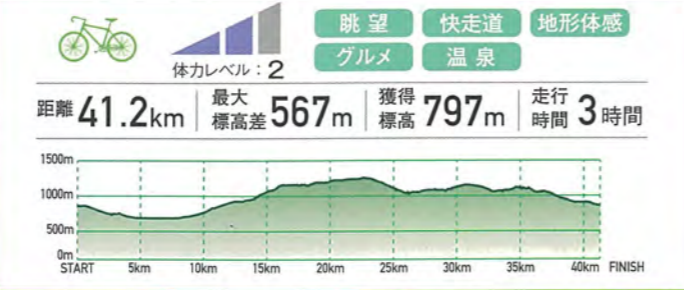 眺望 快走道 地形体感
グルメ 温泉
体力レベル：2
距離 41.2km 最大標高差 567m 獲得標高 797m 走行時間 3時間
1500m
1000m
500m
0m
START 5km 10km 15km 20km 25km 30km 35km 40km FINISH